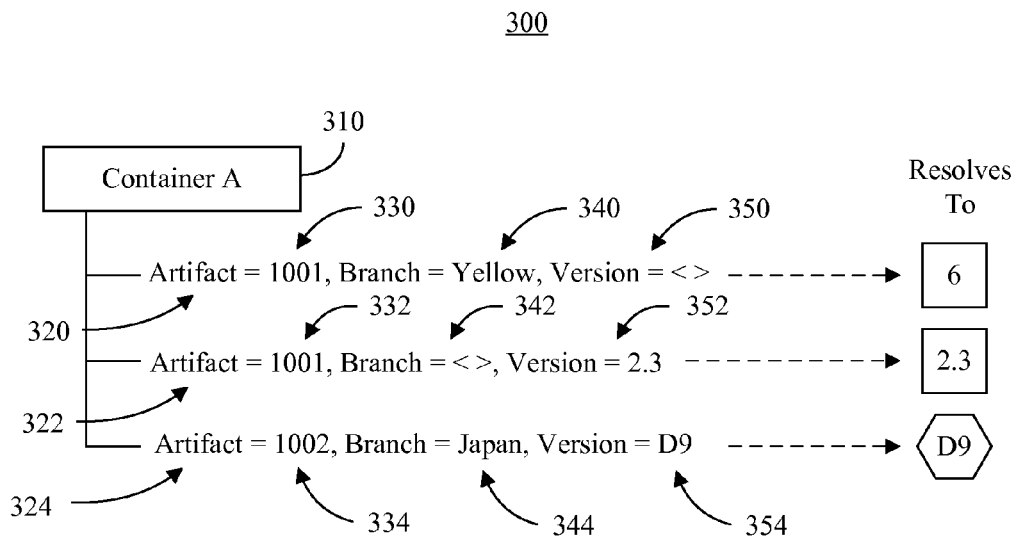 300
310
Container A
Resolves
To
330 340 350
Artifact = 1001, Branch = Yellow, Version = < > 6
320 332 342 352
Artifact = 1001, Branch = < >, Version = 2.3 2.3
322
Artifact = 1002, Branch = Japan, Version = D9 D9
324 334 344 354